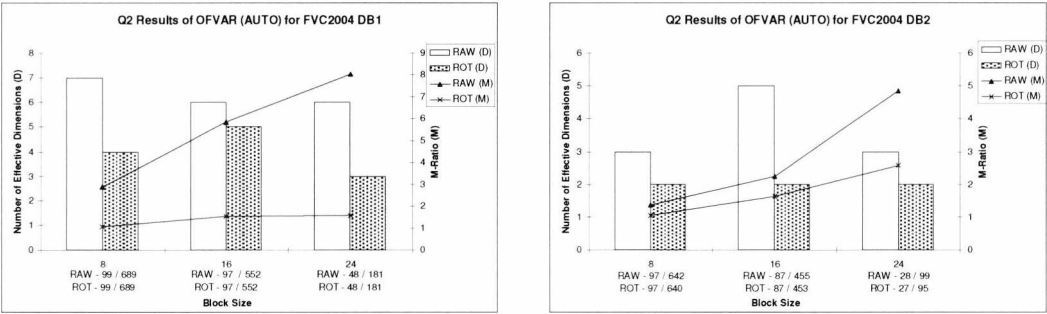 Q2 Results of OFVAR (AUTO) for FVC2004 DB1
Number of Effective Dimensions (D)
8
7
6
5
4
3
2
1
0
9
8
7
6
5
4
3
2
1
0
M-Ratio (M)
RAW (D)
ROT (D)
RAW (M)
ROT (M)
8 16 24
RAW - 99 / 689 RAW - 97 / 552 RAW - 48 / 181
ROT - 99 / 689 ROT - 97 / 552 ROT - 48 / 181
Block Size
Q2 Results of OFVAR (AUTO) for FVC2004 DB2
Number of Effective Dimensions (D)
6
5
4
3
2
1
0
6
5
4
3
2
1
0
M-Ratio (M)
RAW (D)
ROT (D)
RAW (M)
ROT (M)
8 16 24
RAW - 97 / 642 RAW - 87 / 455 RAW - 28 / 99
ROT - 97 / 640 ROT - 87 / 453 ROT - 27 / 95
Block Size